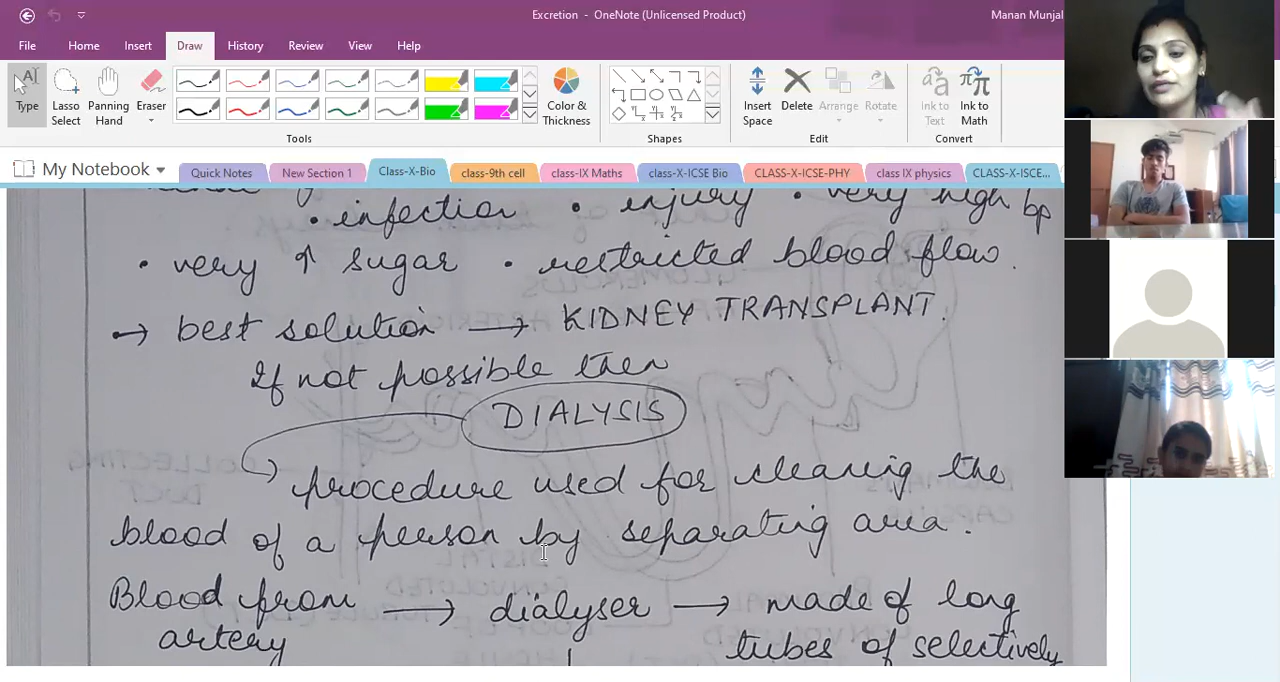 Excretion - OneNote (Unlicensed Product)
Manan Munjal
File Home Insert Draw History Review View Help
Type
Lasso Select
Panning Hand
Eraser
Color & Thickness
Insert Space
Delete
Arrange
Rotate
Ink to Text
Ink to Math
Tools
Shapes
Edit
Convert
My Notebook
Quick Notes
New Section 1
Class-X-Bio
class-9th cell
class-IX Maths
class-X-ICSE Bio
CLASS-X-ICSE-PHY
class IX physics
CLASS-X-ISCE...
• infection • injury • very high bp
• very ↑ sugar • restricted blood flow.
→ best solution → KIDNEY TRANSPLANT.
If not possible then
DIALYSIS
procedure used for cleaning the
blood of a person by separating area.
Blood from → dialyser → made of long
artery tubes of selectively